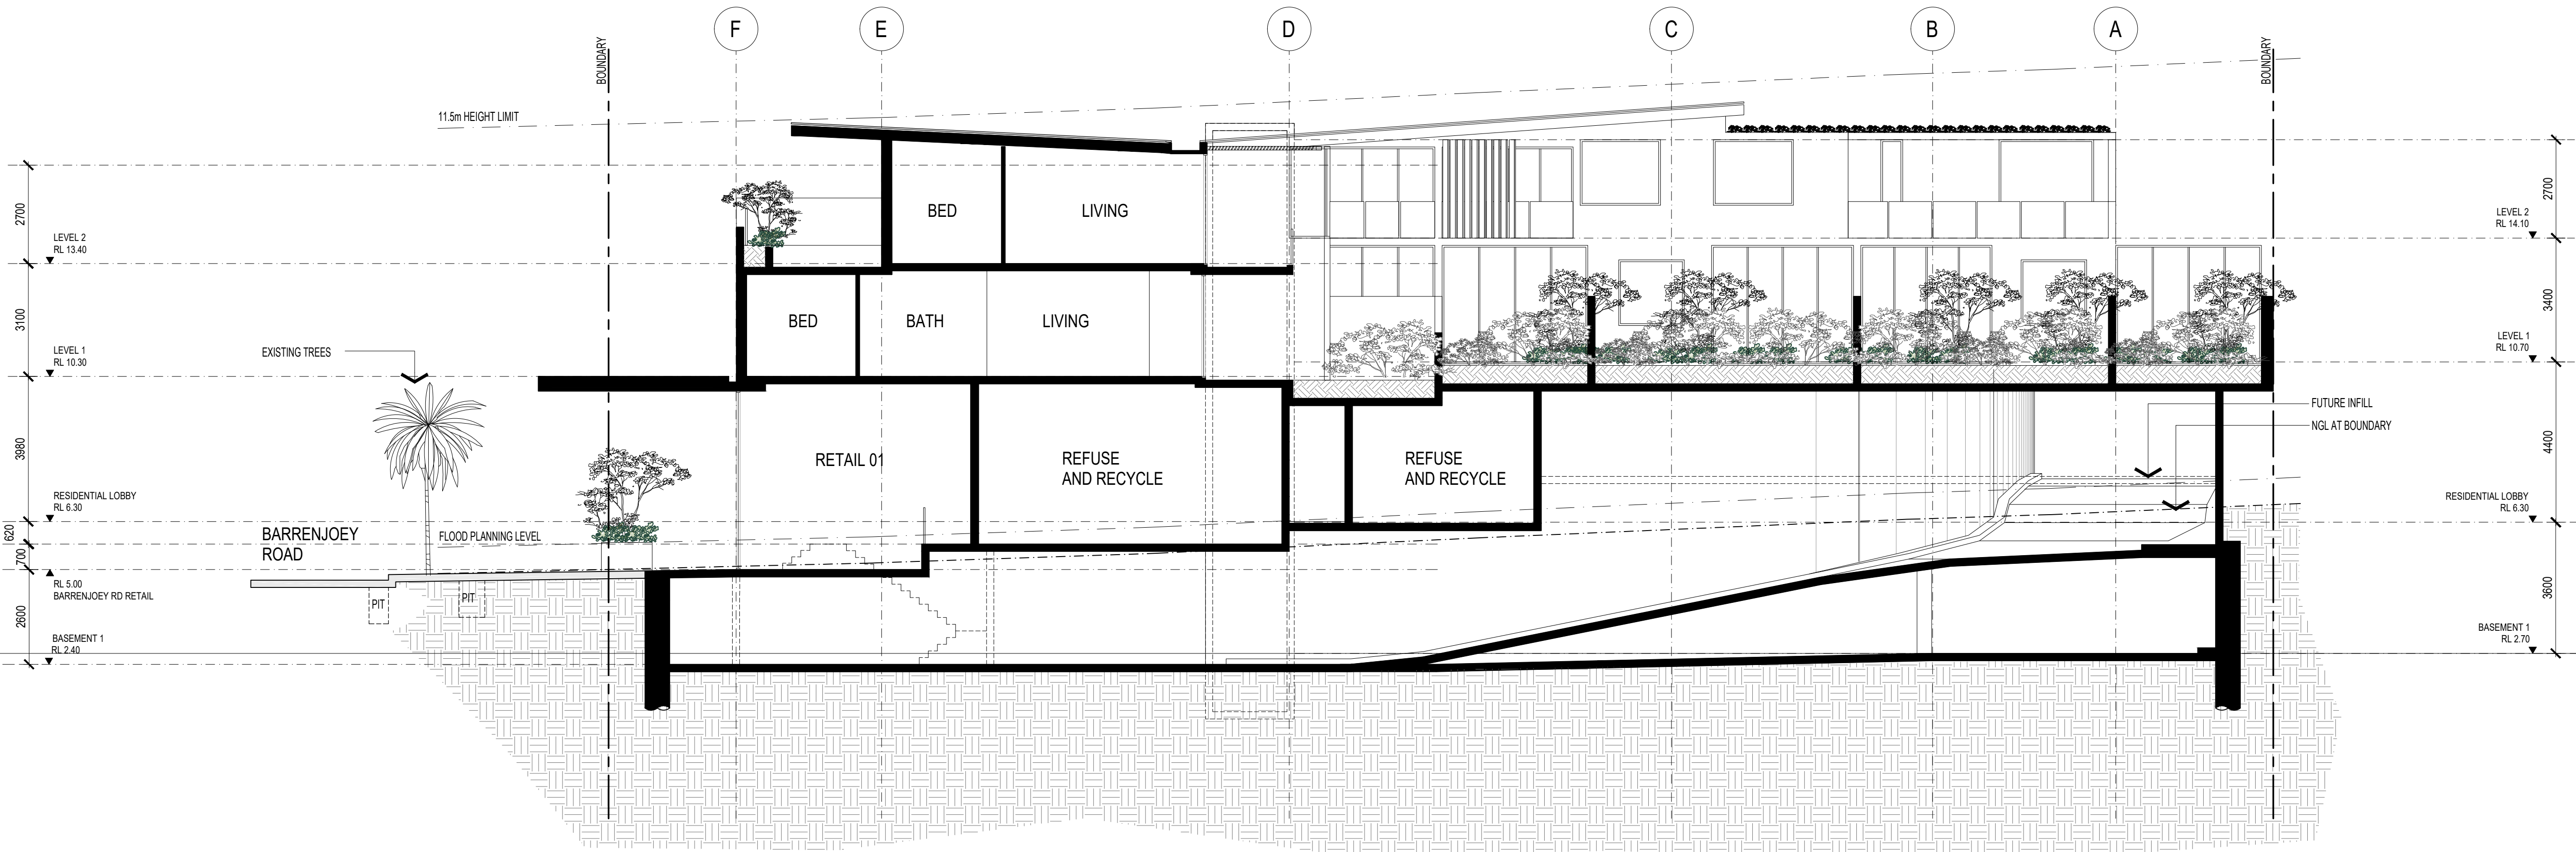 F
E
D
C
B
A
BOUNDARY
BOUNDARY
11.5m HEIGHT LIMIT
2700
BED
LIVING
2700
LEVEL 2
RL 13.40
LEVEL 2
RL 14.10
3100
BED
BATH
LIVING
3400
LEVEL 1
RL 10.30
EXISTING TREES
LEVEL 1
RL 10.70
FUTURE INFILL
NGL AT BOUNDARY
3980
RETAIL 01
REFUSE
AND RECYCLE
REFUSE
AND RECYCLE
4400
RESIDENTIAL LOBBY
RL 6.30
RESIDENTIAL LOBBY
RL 6.30
620
BARRENJOEY
ROAD
FLOOD PLANNING LEVEL
700
RL 5.00
BARRENJOEY RD RETAIL
PIT
PIT
2600
3600
BASEMENT 1
RL 2.40
BASEMENT 1
RL 2.70